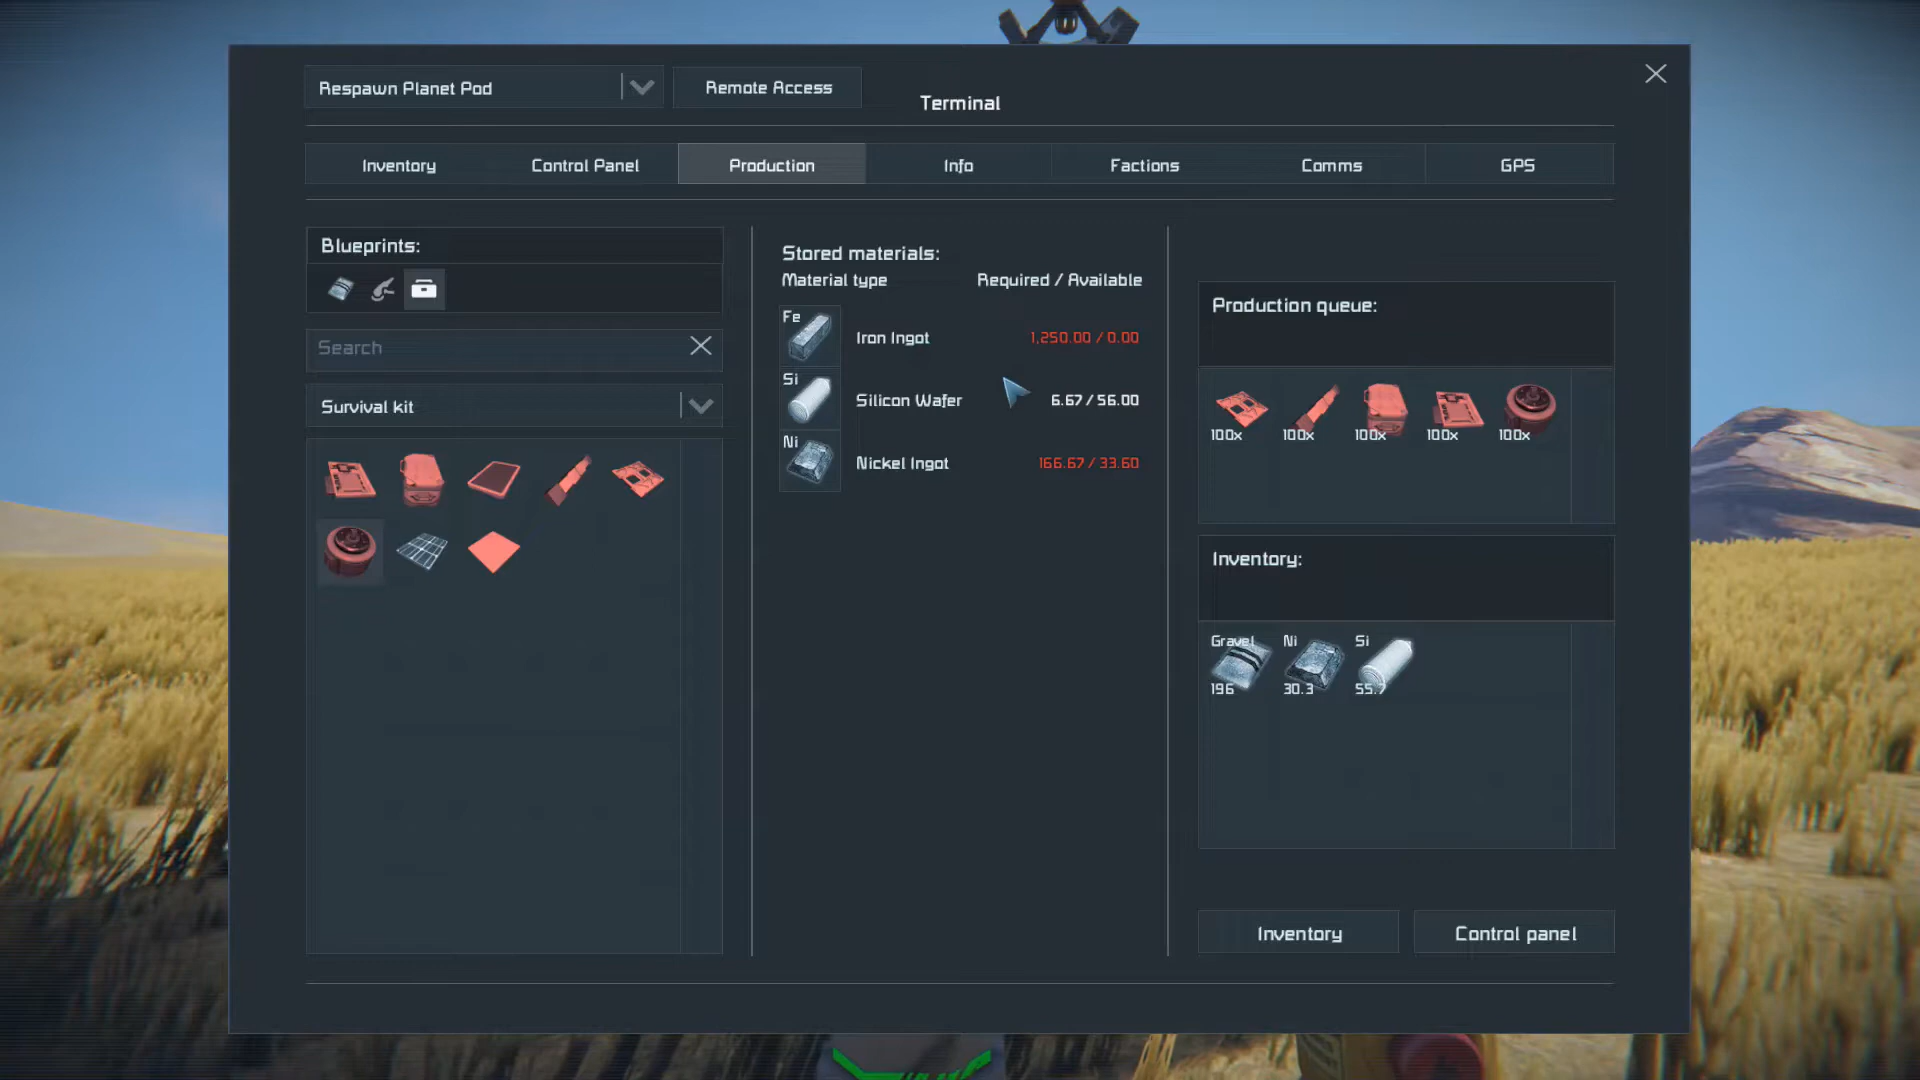 Respawn Planet Pod
Remote Access
Terminal
Inventory
Control Panel
Production
Info
Factions
Comms
GPS
Blueprints:
Search
Survival kit
Stored materials:
Material type
Required / Available
Fe
Iron Ingot
1,250.00 / 0.00
Si
Silicon Wafer
6.67 / 56.00
Ni
Nickel Ingot
166.67 / 33.60
Production queue:
100x
100x
100x
100x
100x
Inventory:
Gravel
Ni
Si
196
30.3
55.7
Inventory
Control panel